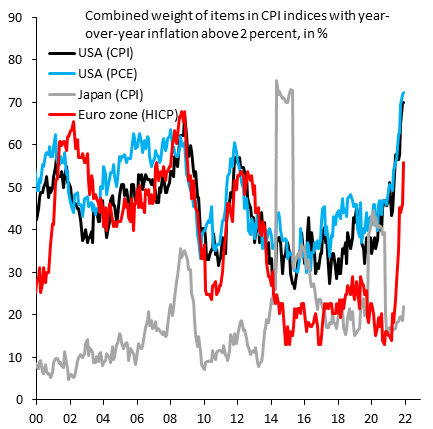 Combined weight of items in CPI indices with year-
over-year inflation above 2 percent, in %
USA (CPI)
USA (PCE)
Japan (CPI)
Euro zone (HICP)
90
80
70
60
50
40
30
20
10
0
00 02 04 06 08 10 12 14 16 18 20 22